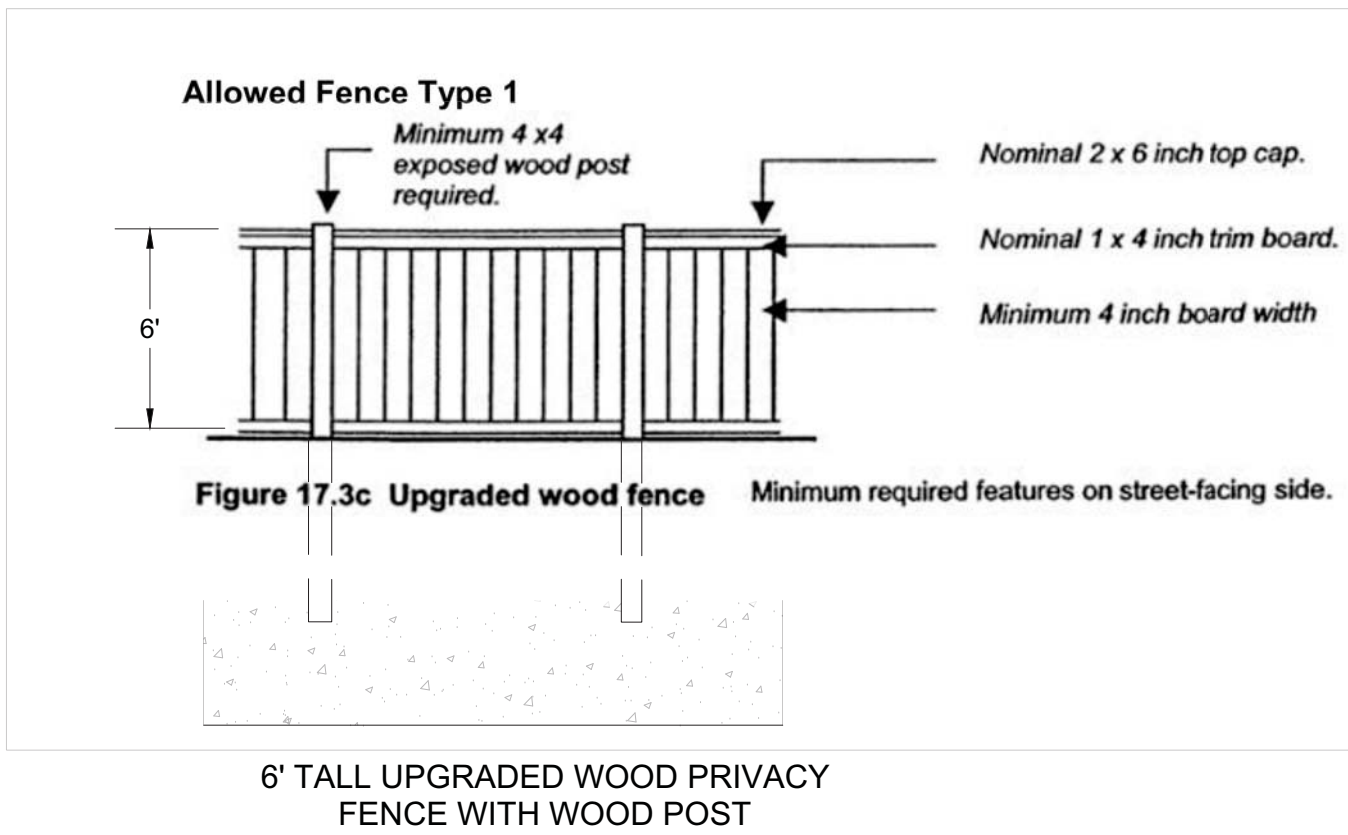 Allowed Fence Type 1
Minimum 4 x4
exposed wood post
required.
Nominal 2 x 6 inch top cap.
Nominal 1 x 4 inch trim board.
Minimum 4 inch board width
6'
Figure 17.3c Upgraded wood fence
Minimum required features on street-facing side.
6' TALL UPGRADED WOOD PRIVACY
FENCE WITH WOOD POST